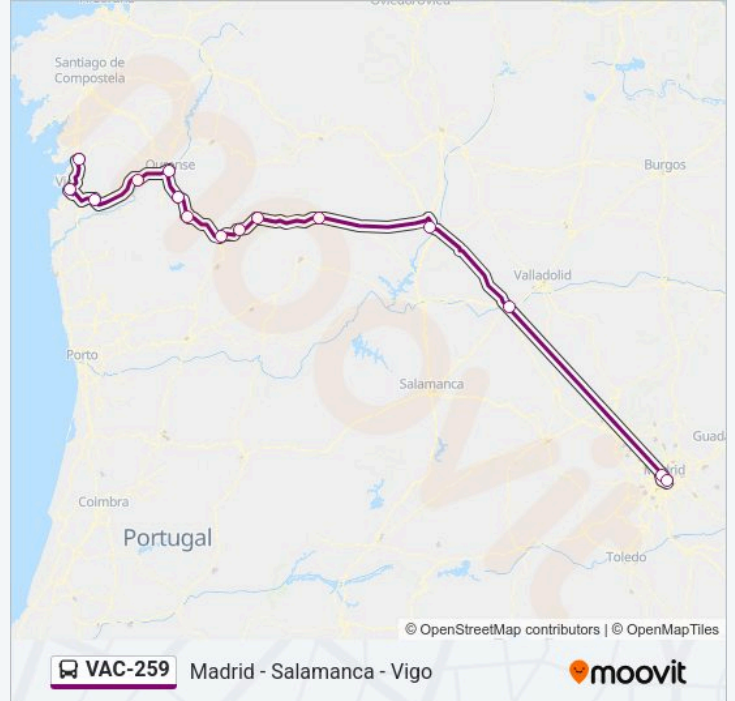 Santiago de
Compostela
Ourense
Burgos
Valladolid
Porto
Salamanca
Guad
Madrid
Coimbra
Portugal
Toledo
© OpenStreetMap contributors | © OpenMapTiles
VAC-259 Madrid - Salamanca - Vigo moovit